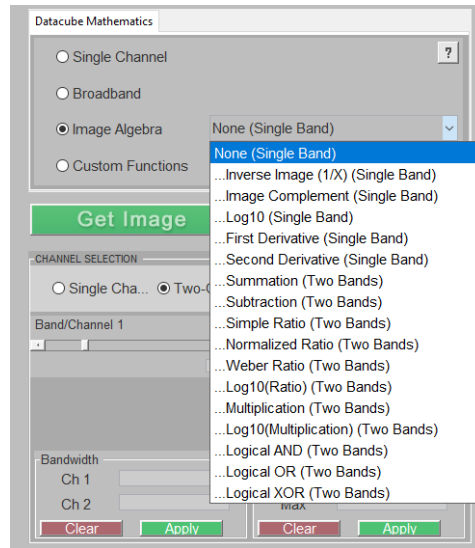 Datacube Mathematics
Single Channel
?
Broadband
Image Algebra
None (Single Band)
Custom Functions
None (Single Band)
...Inverse Image (1/X) (Single Band)
...Image Complement (Single Band)
...Log10 (Single Band)
...First Derivative (Single Band)
...Second Derivative (Single Band)
...Summation (Two Bands)
...Subtraction (Two Bands)
...Simple Ratio (Two Bands)
...Normalized Ratio (Two Bands)
...Weber Ratio (Two Bands)
...Log10(Ratio) (Two Bands)
...Multiplication (Two Bands)
...Log10(Multiplication) (Two Bands)
...Logical AND (Two Bands)
...Logical OR (Two Bands)
...Logical XOR (Two Bands)
Get Image
CHANNEL SELECTION
Single Cha... Two-
Band/Channel 1
Bandwidth
Ch 1
Ch 2
Max
Clear Apply
Clear Apply